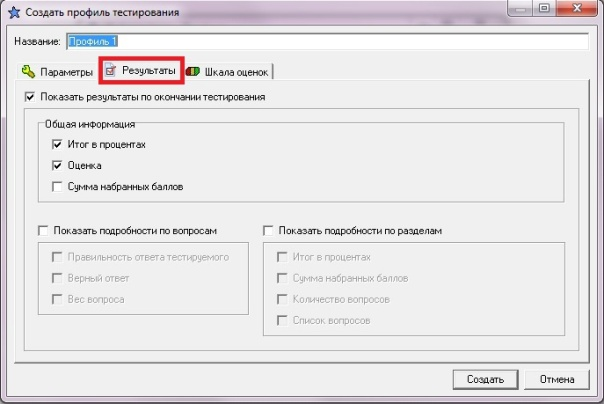 Создать профиль тестирования
Название: Профиль 1
Параметры Результаты Шкала оценок
Показать результаты по окончании тестирования
Общая информация
Итог в процентах
Оценка
Сумма набранных баллов
Показать подробности по вопросам
Правильность ответа тестируемого
Верный ответ
Вес вопроса
Показать подробности по разделам
Итог в процентах
Сумма набранных баллов
Количество вопросов
Список вопросов
Создать Отмена